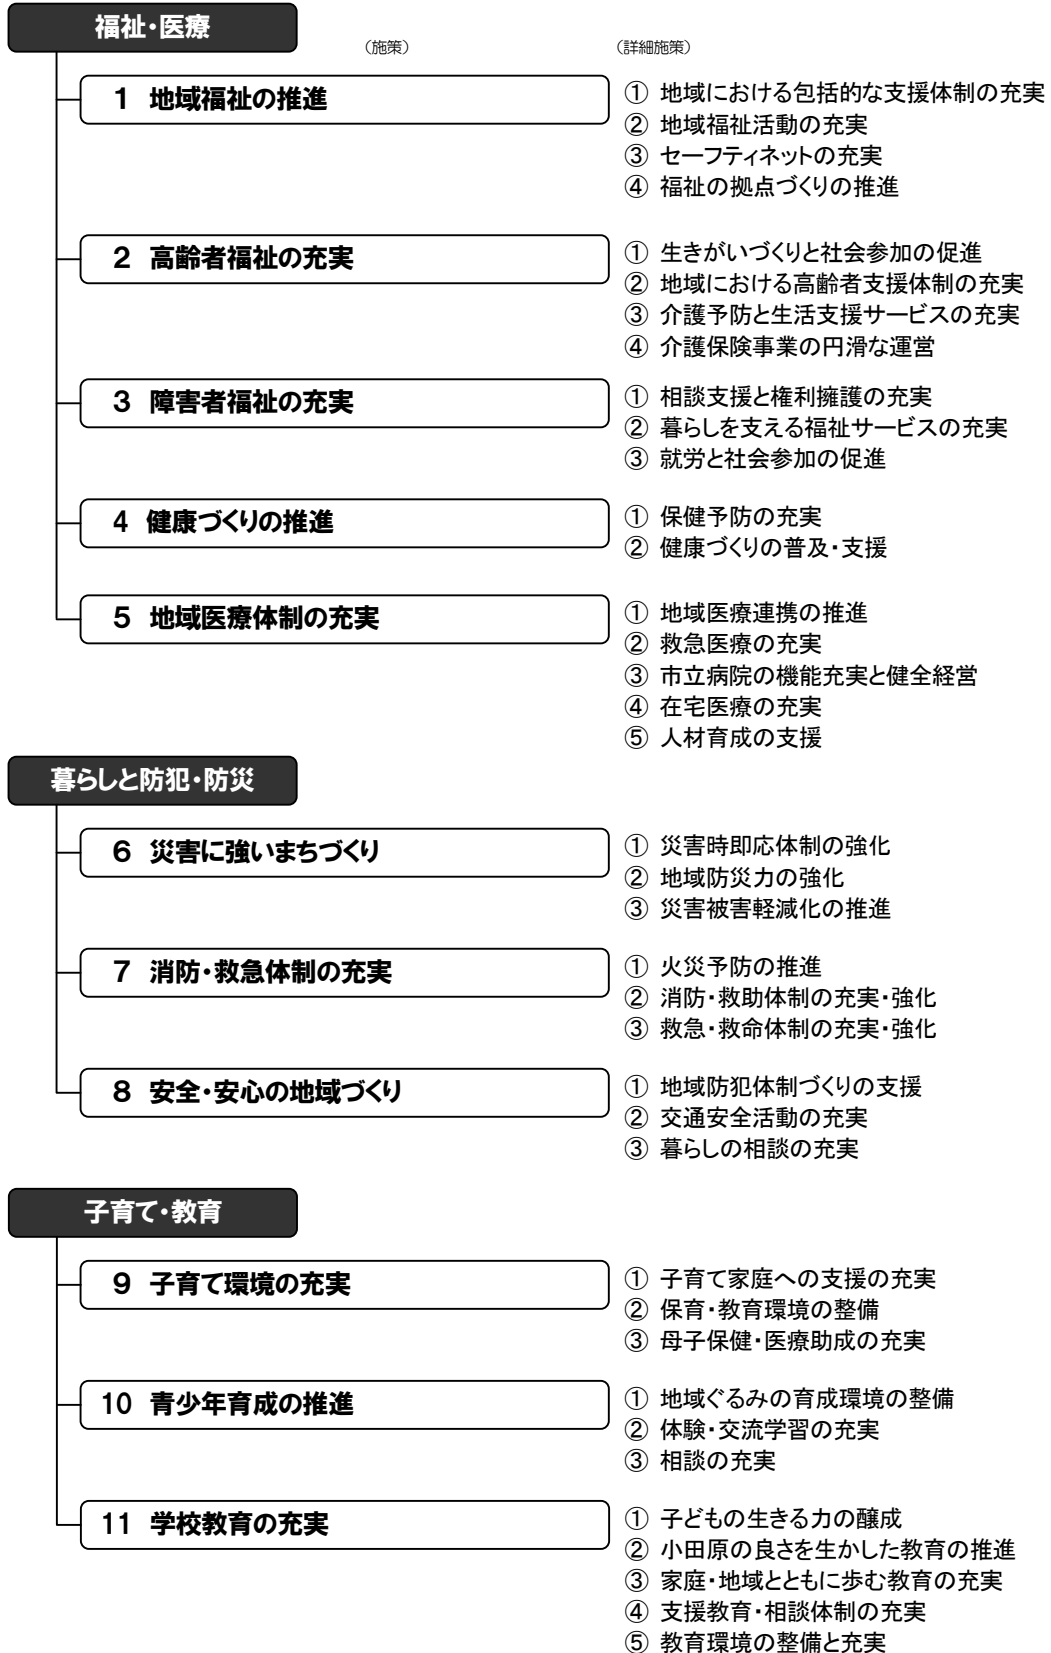 福祉・医療
（施策）
（詳細施策）
1 地域福祉の推進
① 地域における包括的な支援体制の充実
② 地域福祉活動の充実
③ セーフティネットの充実
④ 福祉の拠点づくりの推進
2 高齢者福祉の充実
① 生きがいづくりと社会参加の促進
② 地域における高齢者支援体制の充実
③ 介護予防と生活支援サービスの充実
④ 介護保険事業の円滑な運営
3 障害者福祉の充実
① 相談支援と権利擁護の充実
② 暮らしを支える福祉サービスの充実
③ 就労と社会参加の促進
4 健康づくりの推進
① 保健予防の充実
② 健康づくりの普及・支援
5 地域医療体制の充実
① 地域医療連携の推進
② 救急医療の充実
③ 市立病院の機能充実と健全経営
④ 在宅医療の充実
⑤ 人材育成の支援
暮らしと防犯・防災
6 災害に強いまちづくり
① 災害時即応体制の強化
② 地域防災力の強化
③ 災害被害軽減化の推進
7 消防・救急体制の充実
① 火災予防の推進
② 消防・救助体制の充実・強化
③ 救急・救命体制の充実・強化
8 安全・安心の地域づくり
① 地域防犯体制づくりの支援
② 交通安全活動の充実
③ 暮らしの相談の充実
子育て・教育
9 子育て環境の充実
① 子育て家庭への支援の充実
② 保育・教育環境の整備
③ 母子保健・医療助成の充実
10 青少年育成の推進
① 地域ぐるみの育成環境の整備
② 体験・交流学習の充実
③ 相談の充実
11 学校教育の充実
① 子どもの生きる力の醸成
② 小田原の良さを生かした教育の推進
③ 家庭・地域とともに歩む教育の充実
④ 支援教育・相談体制の充実
⑤ 教育環境の整備と充実